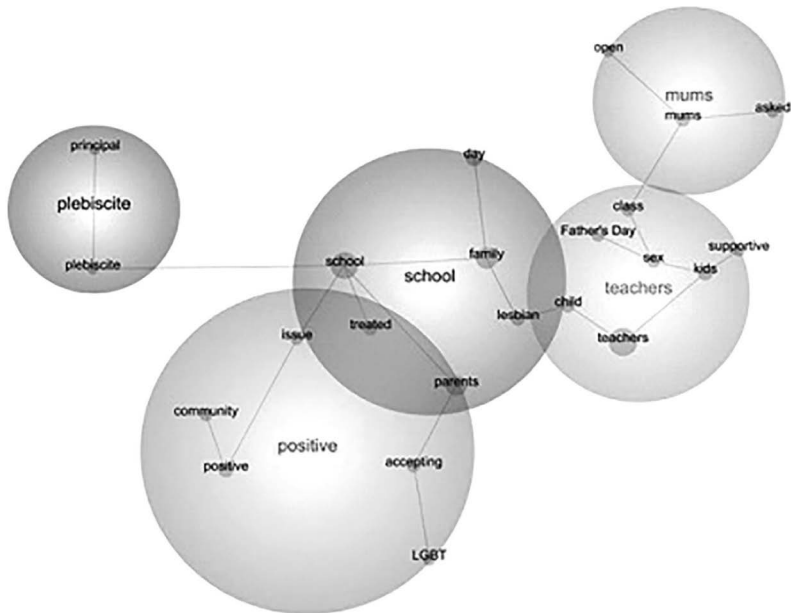 open
mums
mums
asked
principal
plebiscite
plebiscite
day
class
Father's Day
supportive
school
family
sex
kids
school
teachers
child
lesbian
issue
treated
teachers
parents
community
positive
positive
accepting
LGBT